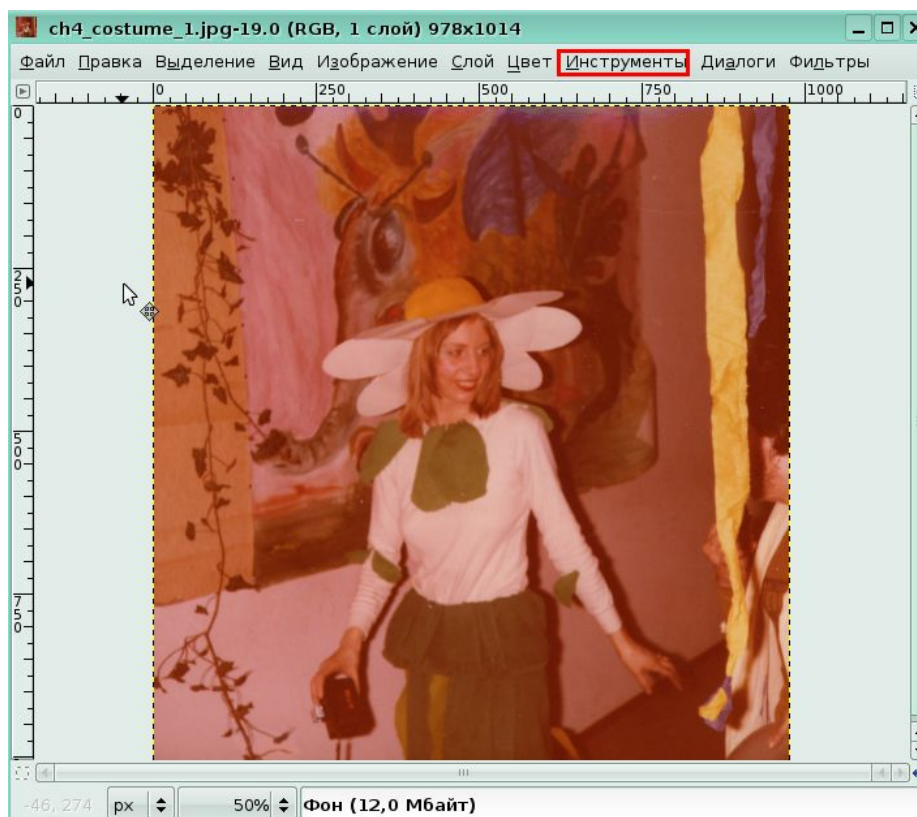 ch4_costume_1.jpg-19.0 (RGB, 1 слой) 978x1014
Файл Правка Выделение Вид Изображение Слой Цвет Инструменты Диалоги Фильтры
0 250 500 750 1000
0
250
500
750
-46, 274 px 50% Фон (12,0 Мбайт)